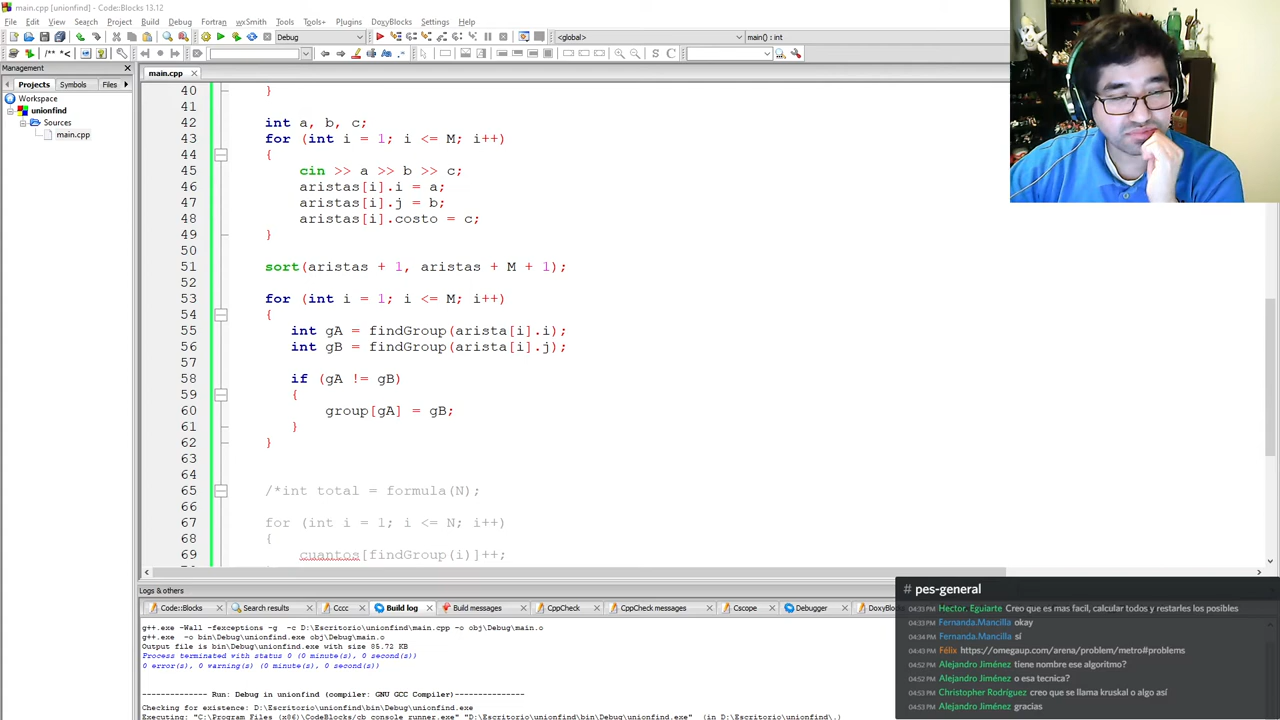 main.cpp [unionfind] - Code::Blocks 13.12
File Edit View Search Project Build Debug Fortran wxSmith Tools Tools+ Plugins DoxyBlocks Settings Help
Debug
<global>
main() : int
Management
Projects Symbols Files
Workspace
unionfind
Sources
main.cpp
main.cpp
40 }
41
42 int a, b, c;
43 for (int i = 1; i <= M; i++)
44 {
45 cin >> a >> b >> c;
46 aristas[i].i = a;
47 aristas[i].j = b;
48 aristas[i].costo = c;
49 }
50
51 sort(aristas + 1, aristas + M + 1);
52
53 for (int i = 1; i <= M; i++)
54 {
55 int gA = findGroup(arista[i].i);
56 int gB = findGroup(arista[i].j);
57
58 if (gA != gB)
59 {
60 group[gA] = gB;
61 }
62 }
63
64
65 /*int total = formula(N);
66
67 for (int i = 1; i <= N; i++)
68 {
69 cuantos[findGroup(i)]++;
Logs & others
Code::Blocks Search results Cccc Build log Build messages CppCheck CppCheck messages Cscope Debugger DoxyBlocks
g++.exe -Wall -fexceptions -g -c D:\Escritorio\unionfind\main.cpp -o obj\Debug\main.o
g++.exe -o bin\Debug\unionfind.exe obj\Debug\main.o
Output file is bin\Debug\unionfind.exe with size 85.72 KB
Process terminated with status 0 (0 minute(s), 0 second(s))
0 error(s), 0 warning(s) (0 minute(s), 0 second(s))
-------------- Run: Debug in unionfind (compiler: GNU GCC Compiler)---------------
Checking for existence: D:\Escritorio\unionfind\bin\Debug\unionfind.exe
Executing: "C:\Program Files (x86)\CodeBlocks/cb_console_runner.exe" "D:\Escritorio\unionfind\bin\Debug\unionfind.exe" (in D:\Escritorio\unionfind\.)
# pes-general
04:33 PM Hector. Eguiarte Creo que es mas facil, calcular todos y restarles los posibles
04:33 PM Fernanda.Mancilla okay
04:34 PM Fernanda.Mancilla sí
04:43 PM Félix https://omegaup.com/arena/problem/metro#problems
04:52 PM Alejandro Jiménez tiene nombre ese algoritmo?
04:52 PM Alejandro Jiménez o esa tecnica?
04:53 PM Christopher Rodríguez creo que se llama kruskal o algo así
04:53 PM Alejandro Jiménez gracias